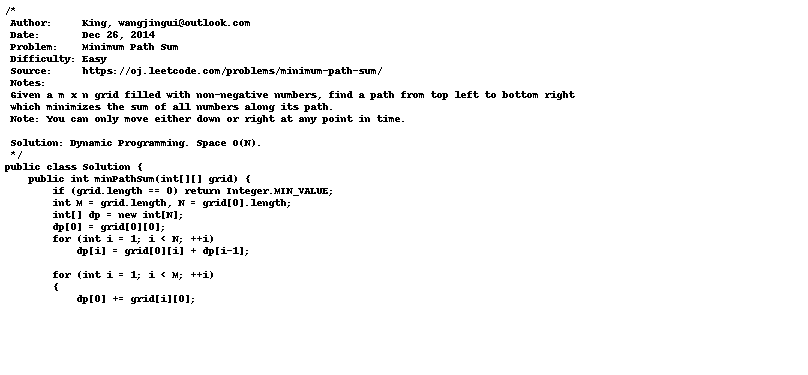 /*
 Author:     King, wangjingui@outlook.com
 Date:       Dec 26, 2014
 Problem:    Minimum Path Sum
 Difficulty: Easy
 Source:     https://oj.leetcode.com/problems/minimum-path-sum/
 Notes:
 Given a m x n grid filled with non-negative numbers, find a path from top left to bottom right
 which minimizes the sum of all numbers along its path.
 Note: You can only move either down or right at any point in time.

 Solution: Dynamic Programming. Space O(N).
 */
public class Solution {
    public int minPathSum(int[][] grid) {
        if (grid.length == 0) return Integer.MIN_VALUE;
        int M = grid.length, N = grid[0].length;
        int[] dp = new int[N];
        dp[0] = grid[0][0];
        for (int i = 1; i < N; ++i)
            dp[i] = grid[0][i] + dp[i-1];

        for (int i = 1; i < M; ++i)
        {
            dp[0] += grid[i][0];